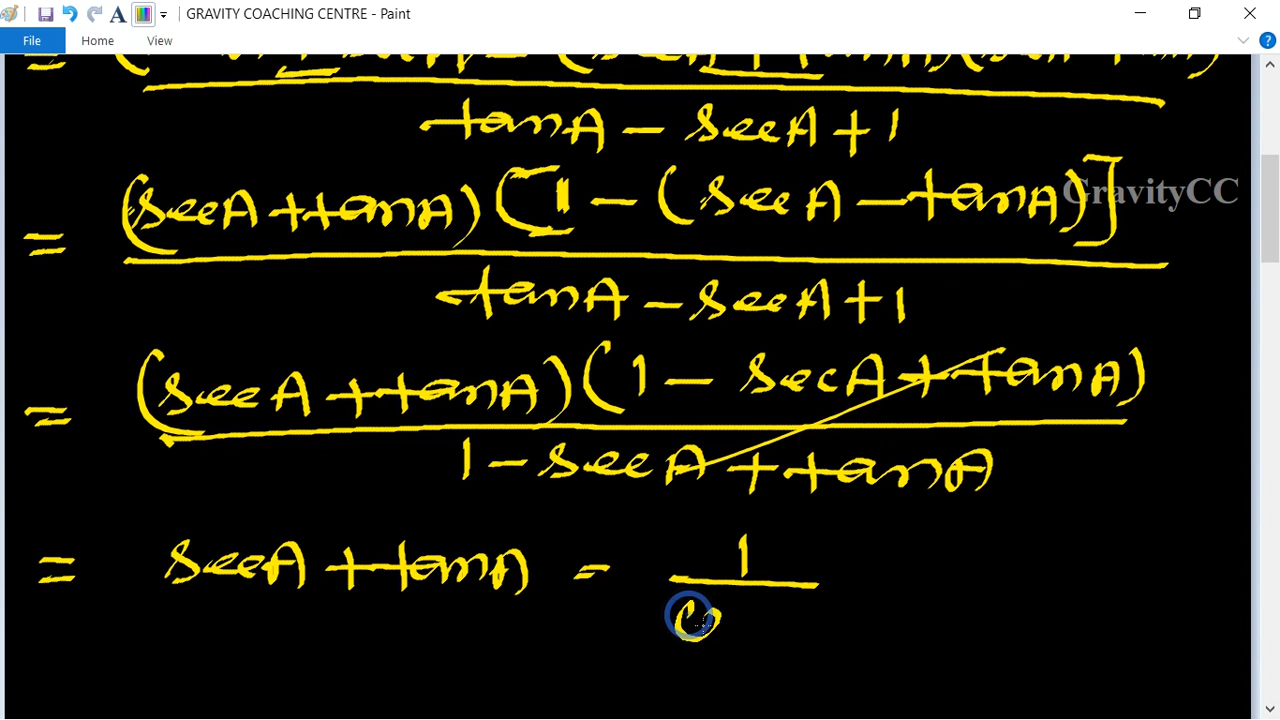 GRAVITY COACHING CENTRE - Paint
File Home View
tanA - secA + 1
= (secA + tanA) [1 - (secA - tanA)]
GravityCC
tanA - secA + 1
= (secA + tanA) (1 - secA + tanA)
1 - secA + tanA
= secA + tanA = 1
co